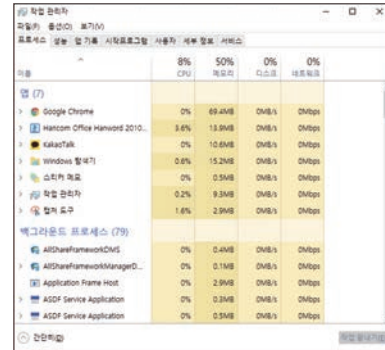 작업 관리자
파일(F) 옵션(O) 보기(V)
프로세스 성능 앱 기록 시작프로그램 사용자 세부 정보 서비스
8% 50% 0% 0%
이름 CPU 메모리 디스크 네트워크
앱 (7)
Google Chrome 0% 69.4MB 0MB/s 0Mbps
Hancom Office Hanword 2010... 3.6% 13.9MB 0MB/s 0Mbps
KakaoTalk 0% 10.6MB 0MB/s 0Mbps
Windows 탐색기 0.6% 15.2MB 0MB/s 0Mbps
스티커 메모 0% 0.5MB 0MB/s 0Mbps
작업 관리자 0.2% 9.3MB 0MB/s 0Mbps
캡처 도구 1.6% 2.9MB 0MB/s 0Mbps
백그라운드 프로세스 (79)
AllShareFrameworkDMS 0% 0.4MB 0MB/s 0Mbps
AllShareFrameworkManagerD... 0% 0.1MB 0MB/s 0Mbps
Application Frame Host 0% 2.9MB 0MB/s 0Mbps
ASDF Service Application 0% 0.3MB 0MB/s 0Mbps
ASDF Service Application 0% 0.5MB 0MB/s 0Mbps
간단히(D) 작업 끝내기(E)